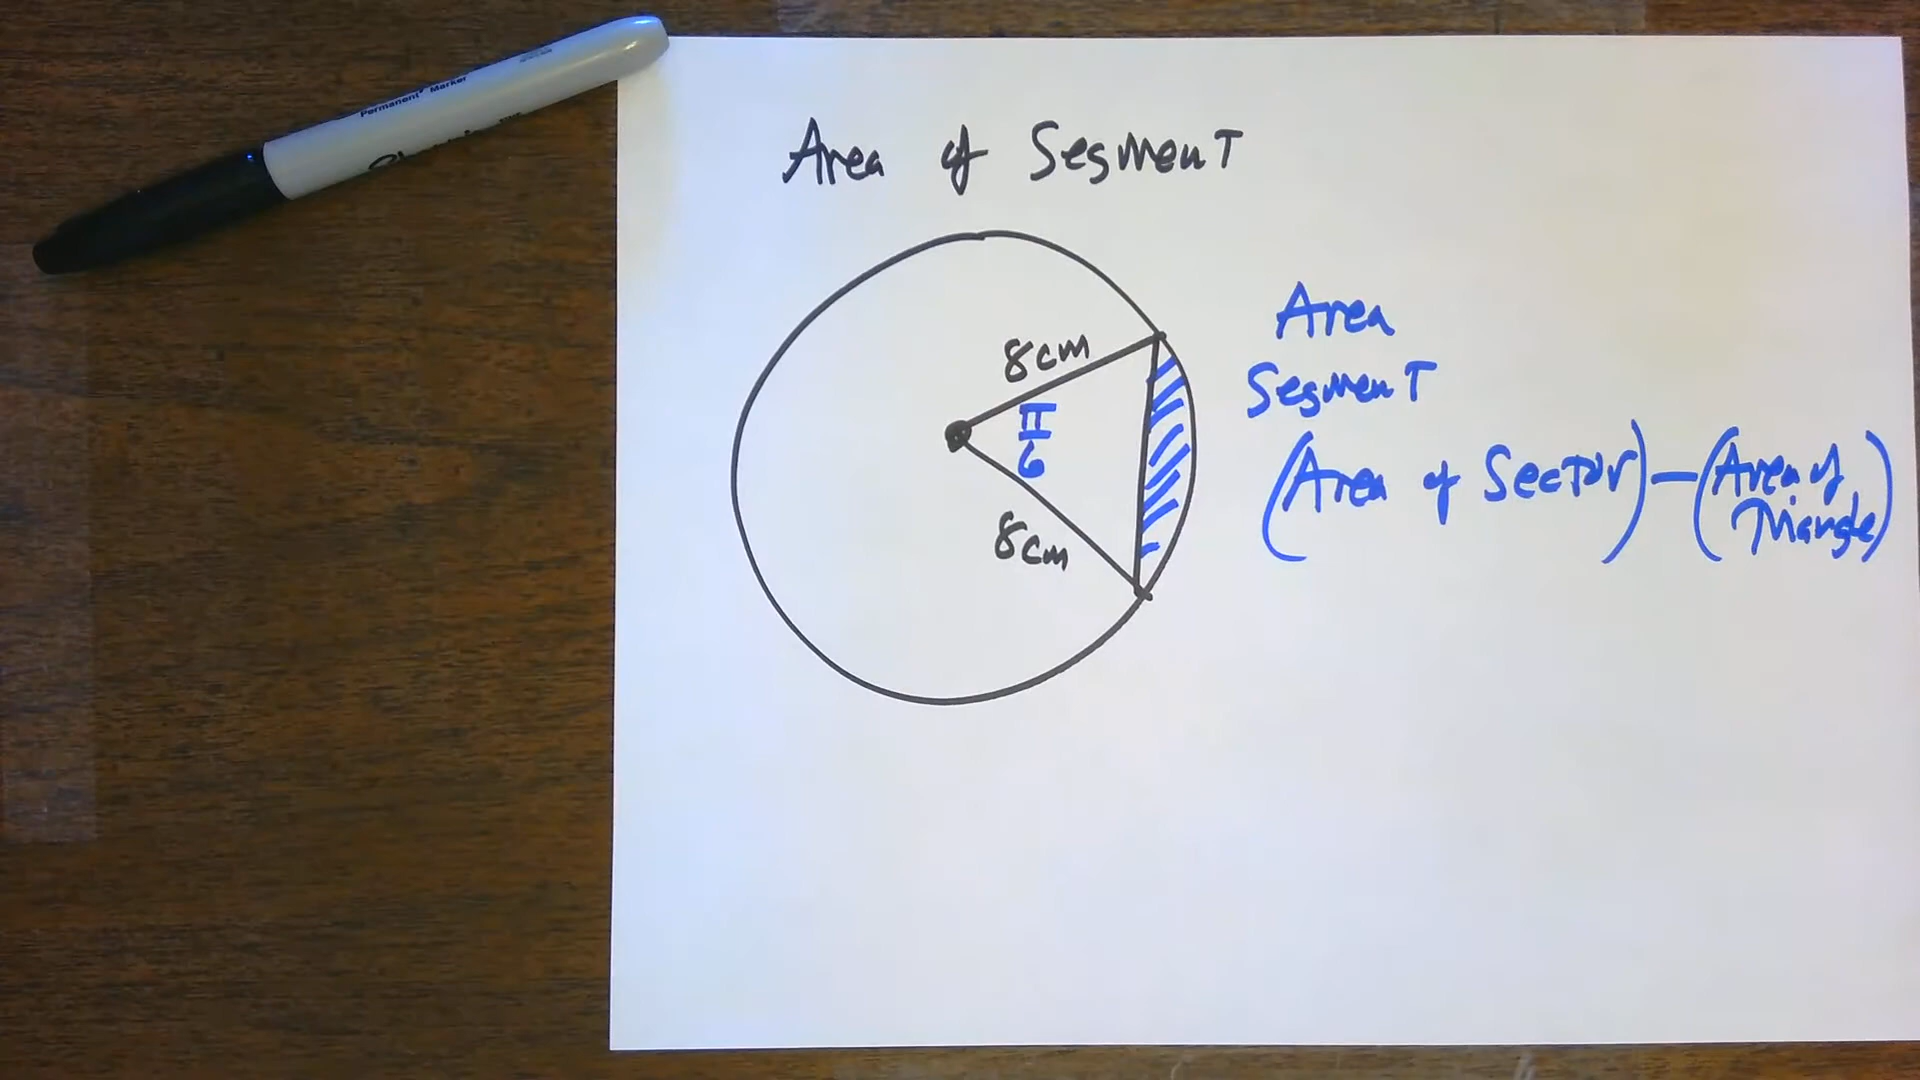 Permanent Marker
Area of Segment
8cm
π
6
8cm
Area
Segment
(Area of Sector) − (Area of
Triangle)